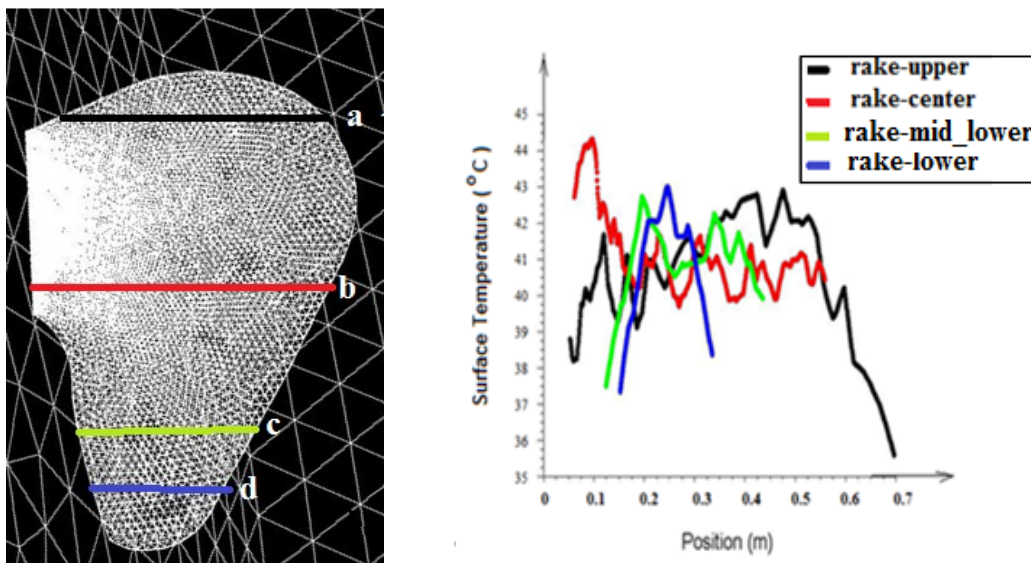 a
b
c
d
rake-upper
rake-center
rake-mid_lower
rake-lower
Surface Temperature ( °C )
45
44
43
42
41
40
39
38
37
36
35
0 0.1 0.2 0.3 0.4 0.5 0.6 0.7
Position (m)